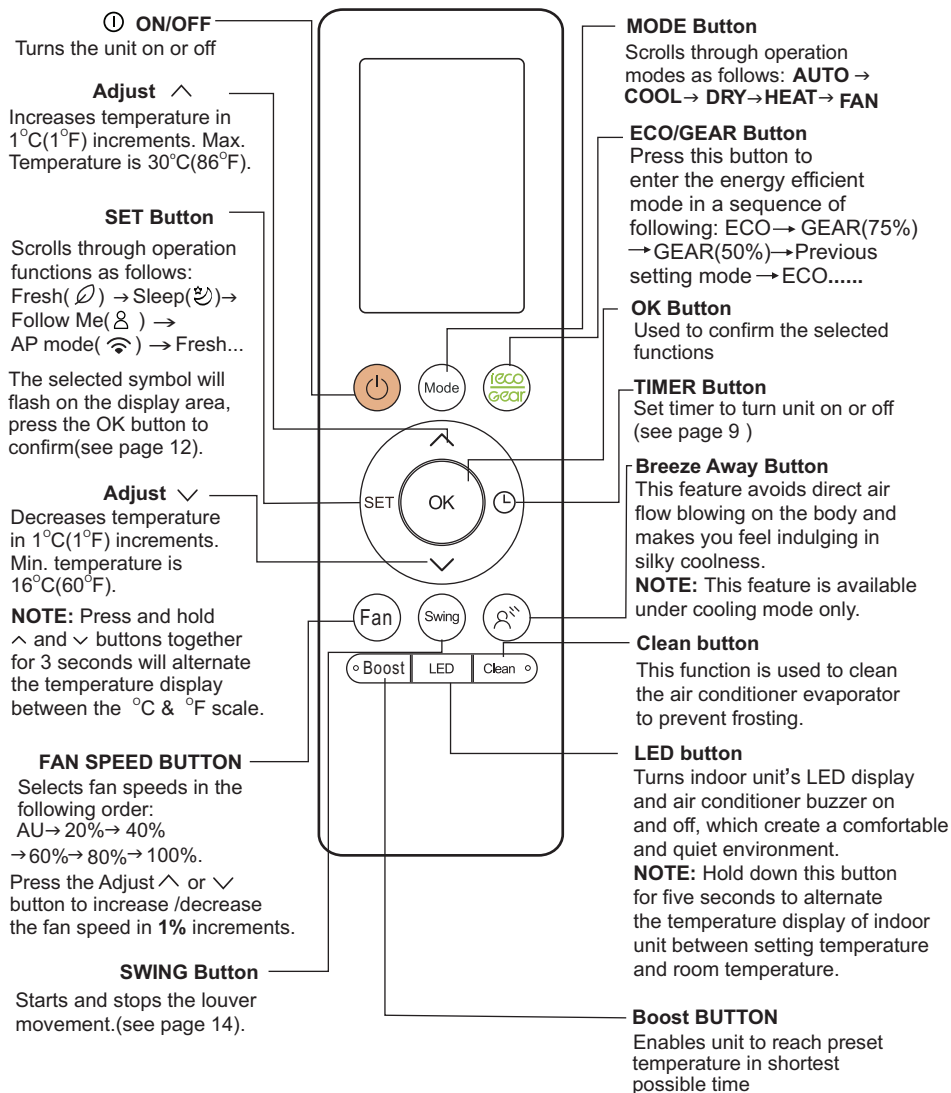 ON/OFF
Turns the unit on or off
Adjust ︿
Increases temperature in
1°C(1°F) increments. Max.
Temperature is 30°C(86°F).
SET Button
Scrolls through operation
functions as follows:
Fresh( ) → Sleep( )→
Follow Me( ) →
AP mode( ) → Fresh...
The selected symbol will
flash on the display area,
press the OK button to
confirm(see page 12).
Adjust ﹀
Decreases temperature
in 1°C(1°F) increments.
Min. temperature is
16°C(60°F).
NOTE: Press and hold
︿ and ﹀ buttons together
for 3 seconds will alternate
the temperature display
between the °C & °F scale.
FAN SPEED BUTTON
Selects fan speeds in the
following order:
AU→ 20%→ 40%
→60%→ 80%→100%.
Press the Adjust ︿ or ﹀
button to increase /decrease
the fan speed in 1% increments.
SWING Button
Starts and stops the louver
movement.(see page 14).
Mode
eco
Gear
SET
OK
Fan
Swing
Boost
LED
Clean
MODE Button
Scrolls through operation
modes as follows: AUTO →
COOL→ DRY→HEAT→ FAN
ECO/GEAR Button
Press this button to
enter the energy efficient
mode in a sequence of
following: ECO→ GEAR(75%)
→GEAR(50%)→Previous
setting mode →ECO......
OK Button
Used to confirm the selected
functions
TIMER Button
Set timer to turn unit on or off
(see page 9 )
Breeze Away Button
This feature avoids direct air
flow blowing on the body and
makes you feel indulging in
silky coolness.
NOTE: This feature is available
under cooling mode only.
Clean button
This function is used to clean
the air conditioner evaporator
to prevent frosting.
LED button
Turns indoor unit's LED display
and air conditioner buzzer on
and off, which create a comfortable
and quiet environment.
NOTE: Hold down this button
for five seconds to alternate
the temperature display of indoor
unit between setting temperature
and room temperature.
Boost BUTTON
Enables unit to reach preset
temperature in shortest
possible time